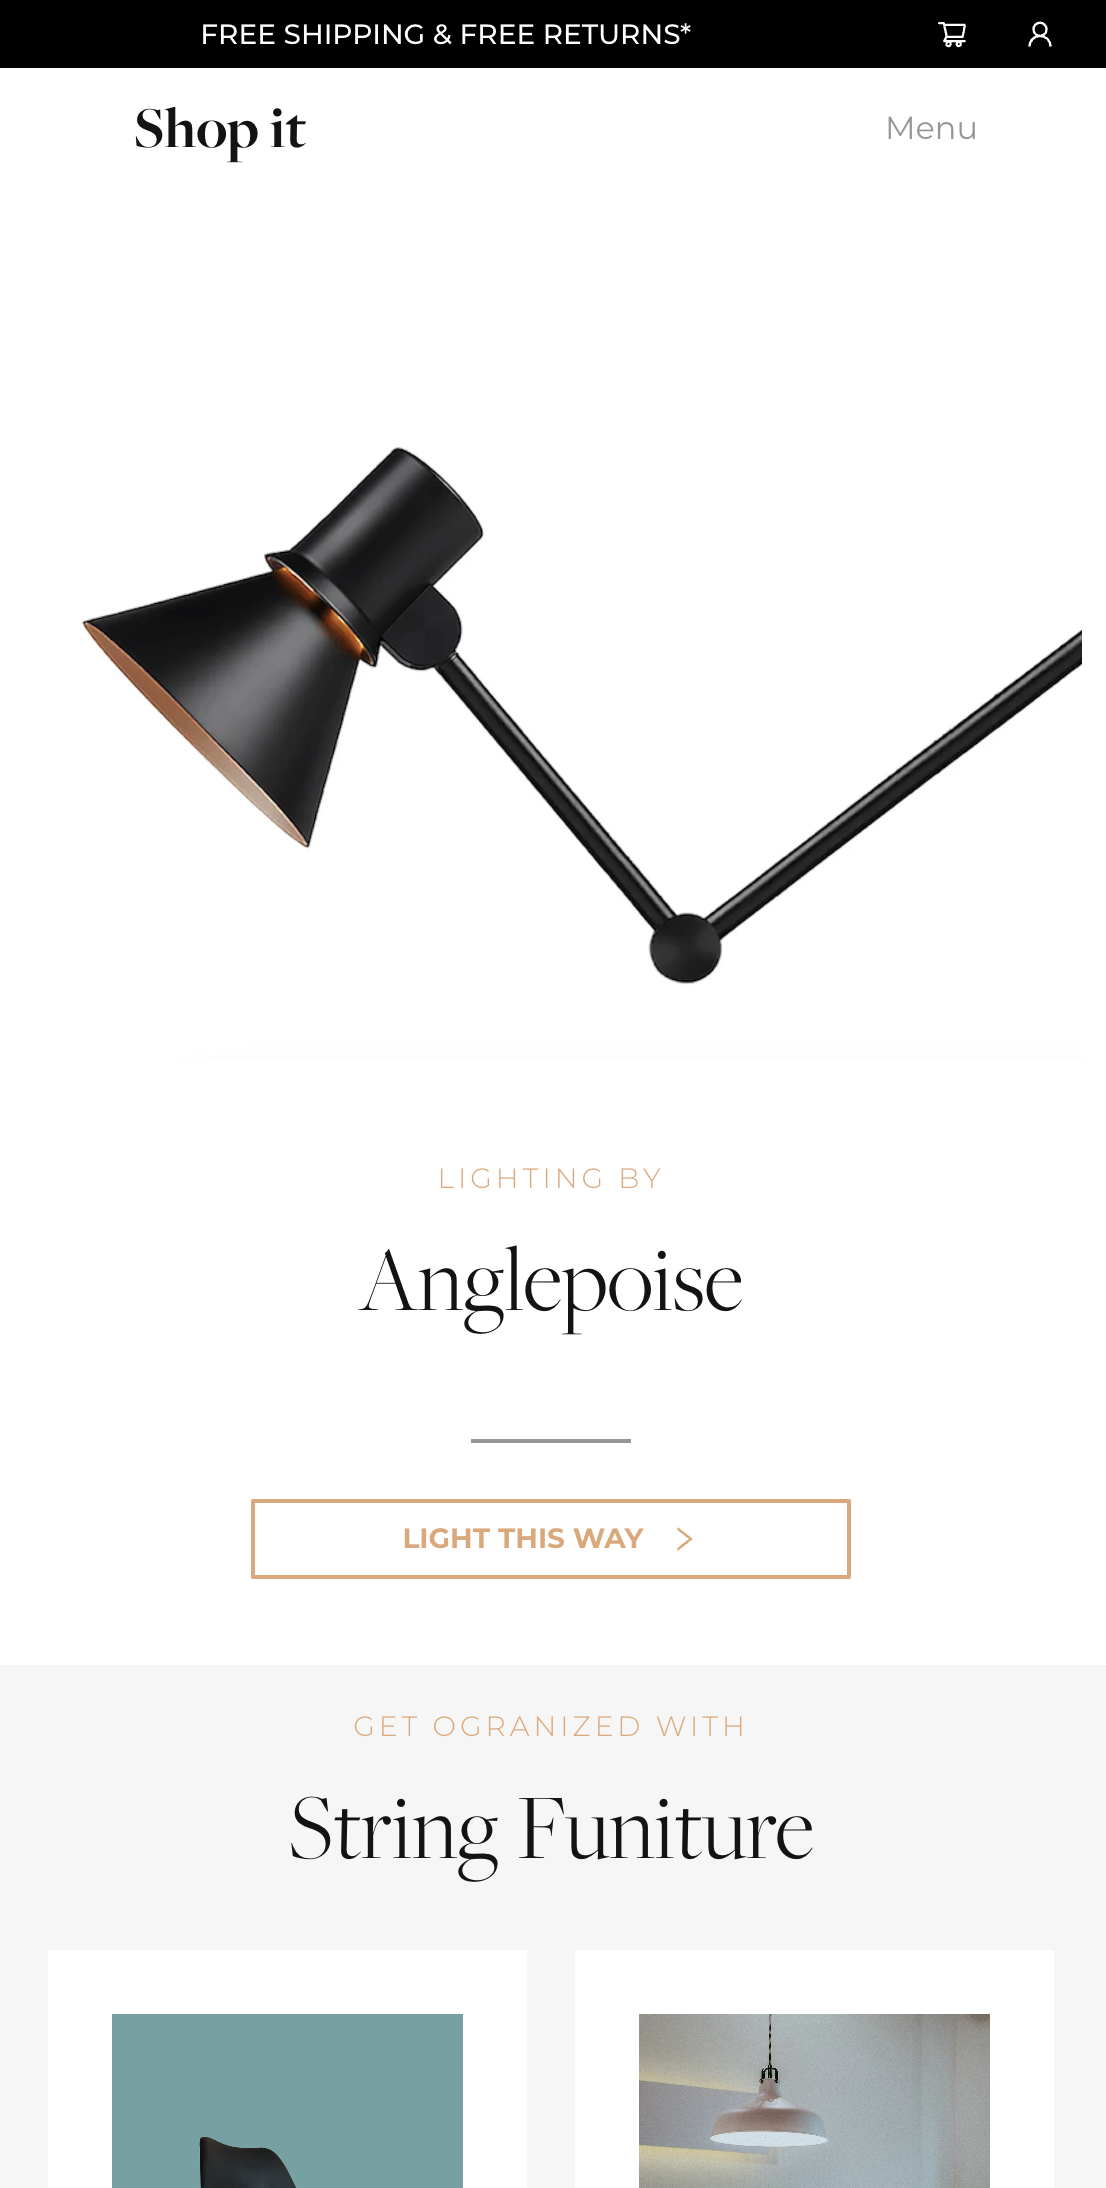 FREE SHIPPING & FREE RETURNS*
Shop it
Menu
LIGHTING BY
Anglepoise
LIGHT THIS WAY
GET OGRANIZED WITH
String Funiture